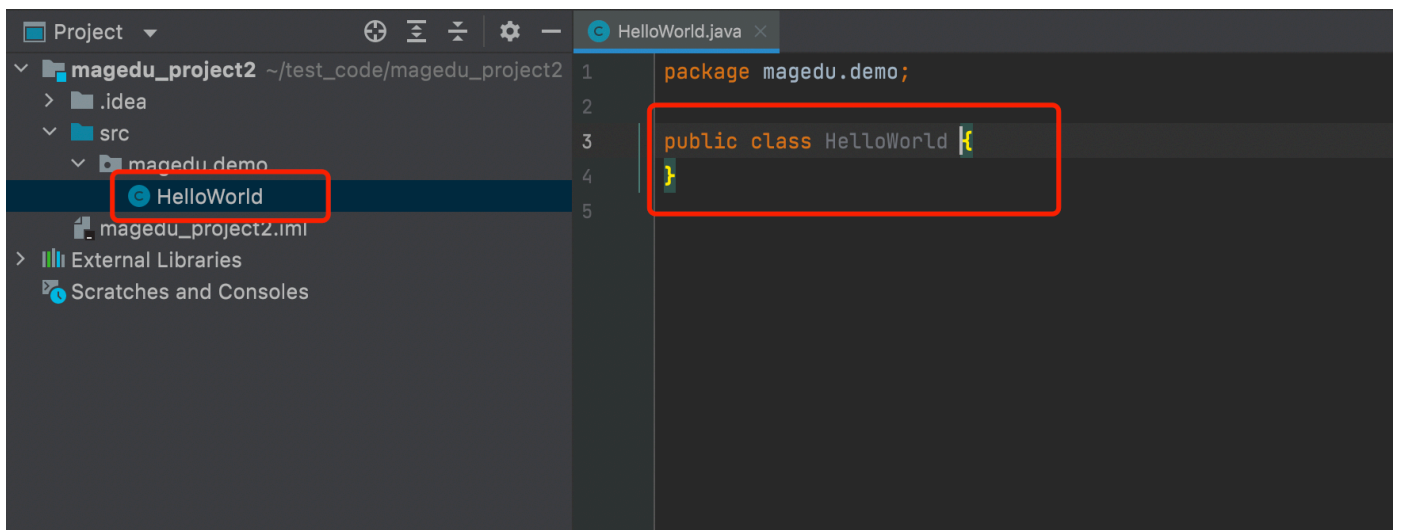 Project
magedu_project2 ~/test_code/magedu_project2
.idea
src
magedu.demo
HelloWorld
magedu_project2.iml
External Libraries
Scratches and Consoles
HelloWorld.java
1 package magedu.demo;
2
3 public class HelloWorld {
4 }
5